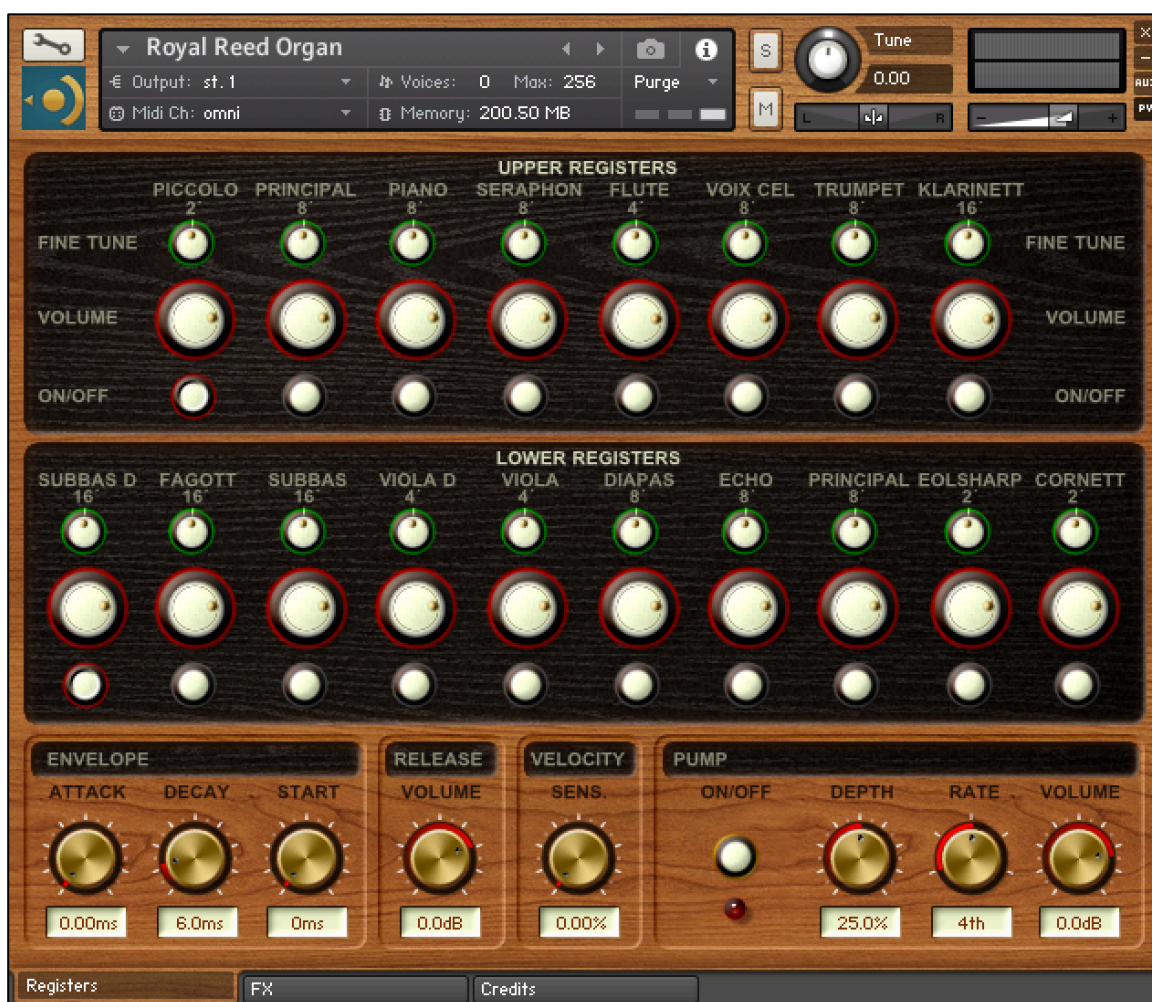 Royal Reed Organ
Output: st. 1
Voices: 0 Max: 256
Purge
Midi Ch: omni
Memory: 200.50 MB
S
M
Tune
0.00
L R
- +
×
-
AUX
PV
UPPER REGISTERS
PICCOLO PRINCIPAL PIANO SERAPHON FLUTE VOIX CEL TRUMPET KLARINETT
2´ 8´ 8´ 8´ 4´ 8´ 8´ 16´
FINE TUNE FINE TUNE
VOLUME VOLUME
ON/OFF ON/OFF
LOWER REGISTERS
SUBBAS D FAGOTT SUBBAS VIOLA D VIOLA DIAPAS ECHO PRINCIPAL EOLSHARP CORNETT
16´ 16´ 16´ 4´ 4´ 8´ 8´ 8´ 2´ 2´
ENVELOPE RELEASE VELOCITY PUMP
ATTACK DECAY START VOLUME SENS. ON/OFF DEPTH RATE VOLUME
0.00ms 6.0ms 0ms 0.0dB 0.00% 25.0% 4th 0.0dB
Registers FX Credits